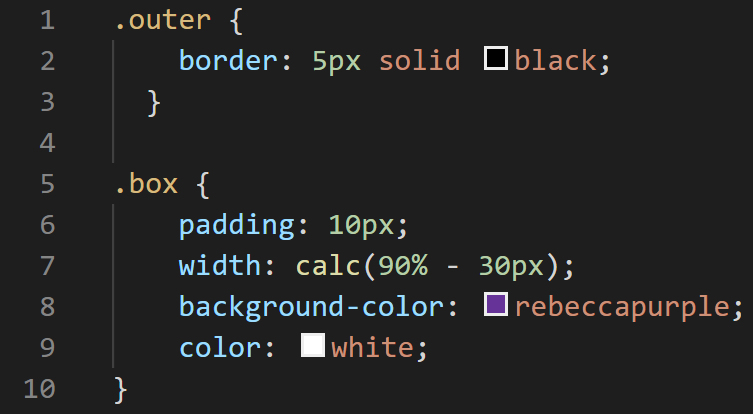 1 .outer {
2     border: 5px solid black;
3   }
4
5 .box {
6     padding: 10px;
7     width: calc(90% - 30px);
8     background-color: rebeccapurple;
9     color: white;
10 }